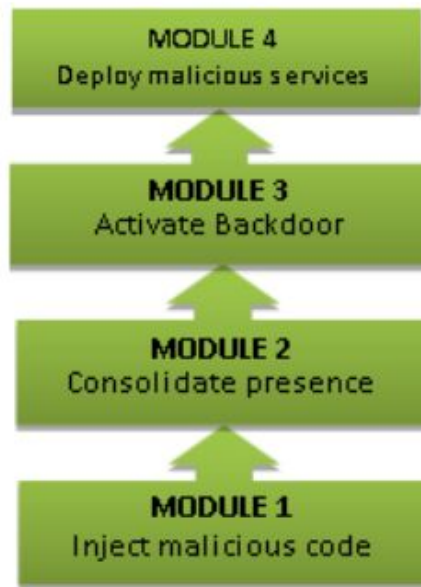 MODULE 4
Deploy malicious services
MODULE 3
Activate Backdoor
MODULE 2
Consolidate presence
MODULE 1
Inject malicious code